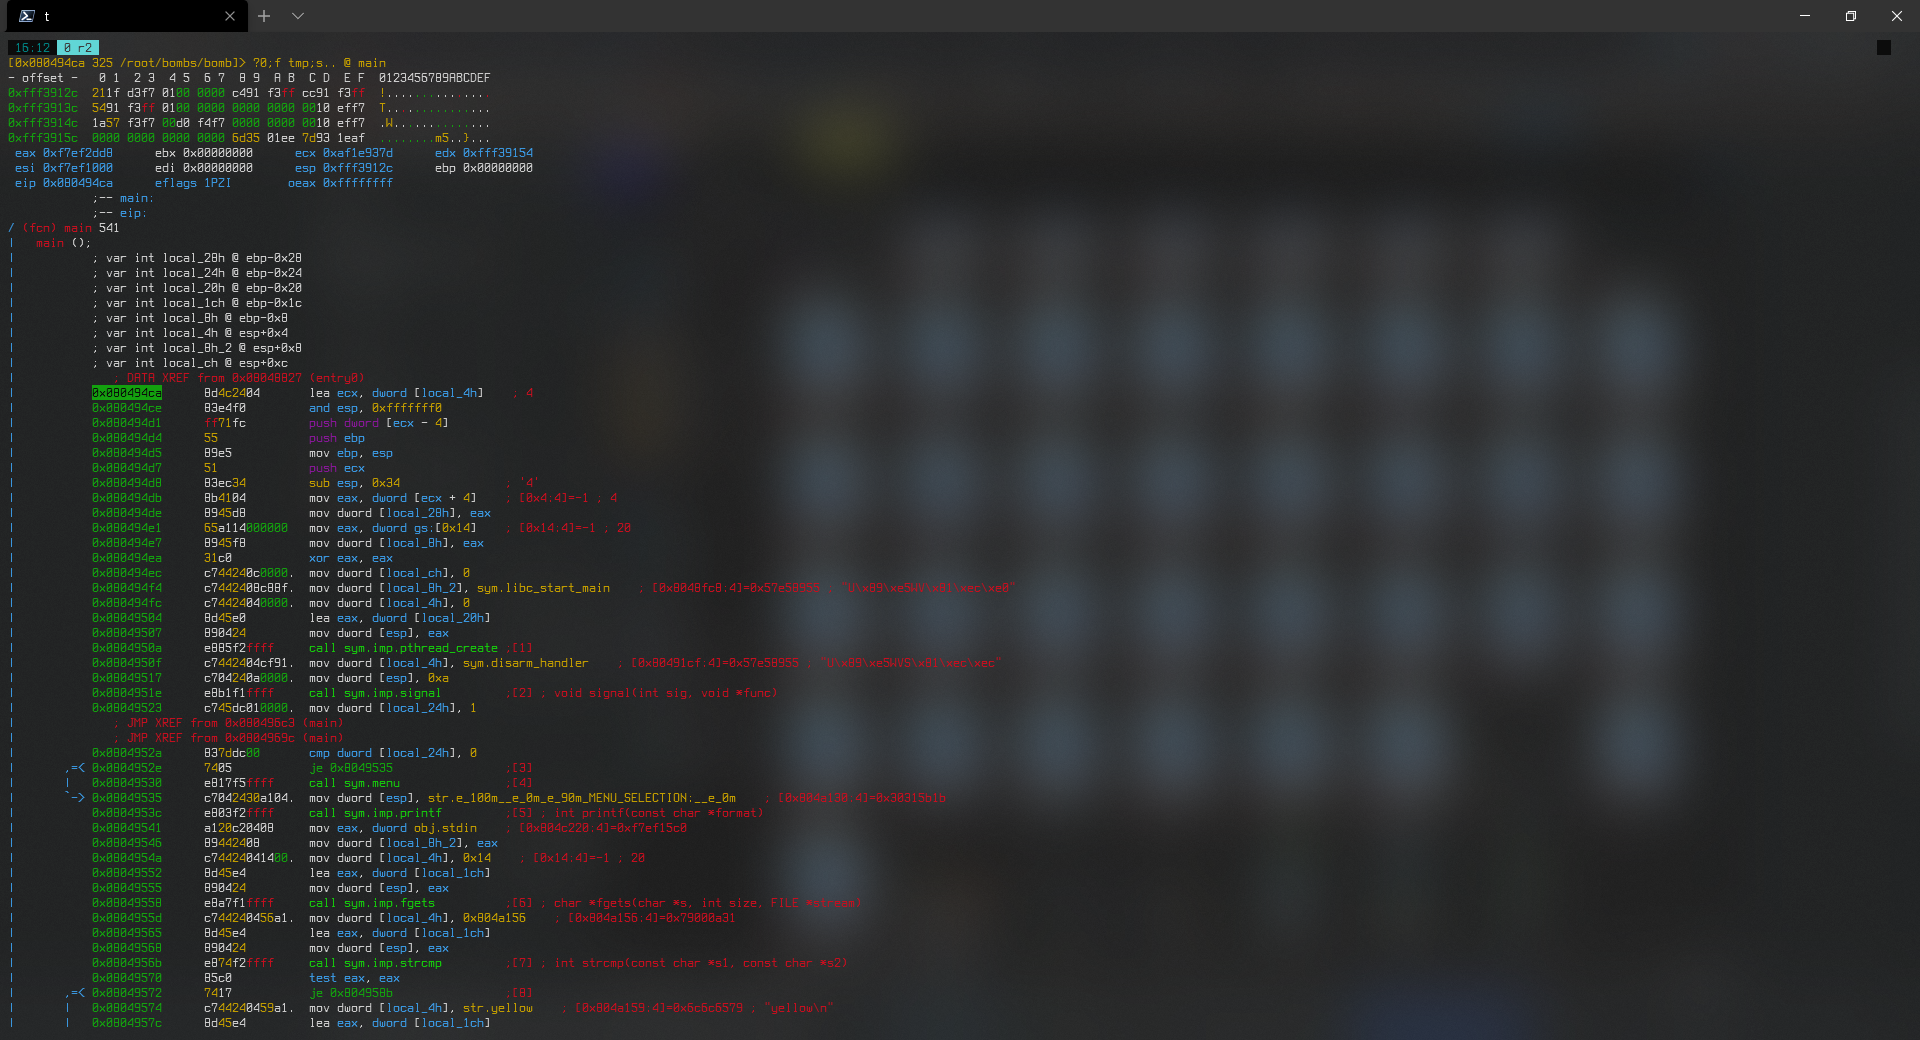 t
16:12 0 r2
[0x080494ca 325 /root/bombs/bomb]> ?0;f tmp;s.. @ main
- offset -   0 1  2 3  4 5  6 7  8 9  A B  C D  E F  0123456789ABCDEF
0xfff3912c  211f d3f7 0100 0000 c491 f3ff cc91 f3ff  !...............
0xfff3913c  5491 f3ff 0100 0000 0000 0000 0010 eff7  T...............
0xfff3914c  1a57 f3f7 00d0 f4f7 0000 0000 0010 eff7  .W..............
0xfff3915c  0000 0000 0000 0000 6d35 01ee 7d93 1eaf  ........m5..}...
eax 0xf7ef2dd8      ebx 0x00000000      ecx 0xaf1e937d      edx 0xfff39154
esi 0xf7ef1000      edi 0x00000000      esp 0xfff3912c      ebp 0x00000000
eip 0x080494ca      eflags 1PZI        oeax 0xffffffff
;-- main:
;-- eip:
/ (fcn) main 541
|   main ();
|           ; var int local_28h @ ebp-0x28
|           ; var int local_24h @ ebp-0x24
|           ; var int local_20h @ ebp-0x20
|           ; var int local_1ch @ ebp-0x1c
|           ; var int local_8h @ ebp-0x8
|           ; var int local_4h @ esp+0x4
|           ; var int local_8h_2 @ esp+0x8
|           ; var int local_ch @ esp+0xc
|              ; DATA XREF from 0x08048827 (entry0)
|           0x080494ca      8d4c2404       lea ecx, dword [local_4h]    ; 4
|           0x080494ce      83e4f0         and esp, 0xfffffff0
|           0x080494d1      ff71fc         push dword [ecx - 4]
|           0x080494d4      55             push ebp
|           0x080494d5      89e5           mov ebp, esp
|           0x080494d7      51             push ecx
|           0x080494d8      83ec34         sub esp, 0x34               ; '4'
|           0x080494db      8b4104         mov eax, dword [ecx + 4]    ; [0x4:4]=-1 ; 4
|           0x080494de      8945d8         mov dword [local_28h], eax
|           0x080494e1      65a114000000   mov eax, dword gs:[0x14]    ; [0x14:4]=-1 ; 20
|           0x080494e7      8945f8         mov dword [local_8h], eax
|           0x080494ea      31c0           xor eax, eax
|           0x080494ec      c744240c0000.  mov dword [local_ch], 0
|           0x080494f4      c7442408c88f.  mov dword [local_8h_2], sym.libc_start_main    ; [0x8048fc8:4]=0x57e58955 ; "U\x89\xe5WV\x81\xec\xe0"
|           0x080494fc      c74424040000.  mov dword [local_4h], 0
|           0x08049504      8d45e0         lea eax, dword [local_20h]
|           0x08049507      890424         mov dword [esp], eax
|           0x0804950a      e885f2ffff     call sym.imp.pthread_create ;[1]
|           0x0804950f      c7442404cf91.  mov dword [local_4h], sym.disarm_handler    ; [0x80491cf:4]=0x57e58955 ; "U\x89\xe5WVS\x81\xec\xec"
|           0x08049517      c704240a0000.  mov dword [esp], 0xa
|           0x0804951e      e8b1f1ffff     call sym.imp.signal         ;[2] ; void signal(int sig, void *func)
|           0x08049523      c745dc010000.  mov dword [local_24h], 1
|              ; JMP XREF from 0x080496c3 (main)
|              ; JMP XREF from 0x0804969c (main)
|           0x0804952a      837ddc00       cmp dword [local_24h], 0
|       ,=< 0x0804952e      7405           je 0x8049535                ;[3]
|       |   0x08049530      e817f5ffff     call sym.menu               ;[4]
|       `-> 0x08049535      c7042430a104.  mov dword [esp], str.e_100m__e_0m_e_90m_MENU_SELECTION:__e_0m    ; [0x804a130:4]=0x30315b1b
|           0x0804953c      e803f2ffff     call sym.imp.printf         ;[5] ; int printf(const char *format)
|           0x08049541      a120c20408     mov eax, dword obj.stdin    ; [0x804c220:4]=0xf7ef15c0
|           0x08049546      89442408       mov dword [local_8h_2], eax
|           0x0804954a      c74424041400.  mov dword [local_4h], 0x14    ; [0x14:4]=-1 ; 20
|           0x08049552      8d45e4         lea eax, dword [local_1ch]
|           0x08049555      890424         mov dword [esp], eax
|           0x08049558      e8a7f1ffff     call sym.imp.fgets          ;[6] ; char *fgets(char *s, int size, FILE *stream)
|           0x0804955d      c744240456a1.  mov dword [local_4h], 0x804a156    ; [0x804a156:4]=0x79000a31
|           0x08049565      8d45e4         lea eax, dword [local_1ch]
|           0x08049568      890424         mov dword [esp], eax
|           0x0804956b      e874f2ffff     call sym.imp.strcmp         ;[7] ; int strcmp(const char *s1, const char *s2)
|           0x08049570      85c0           test eax, eax
|       ,=< 0x08049572      7417           je 0x804958b                ;[8]
|       |   0x08049574      c744240459a1.  mov dword [local_4h], str.yellow    ; [0x804a159:4]=0x6c6c6579 ; "yellow\n"
|       |   0x0804957c      8d45e4         lea eax, dword [local_1ch]